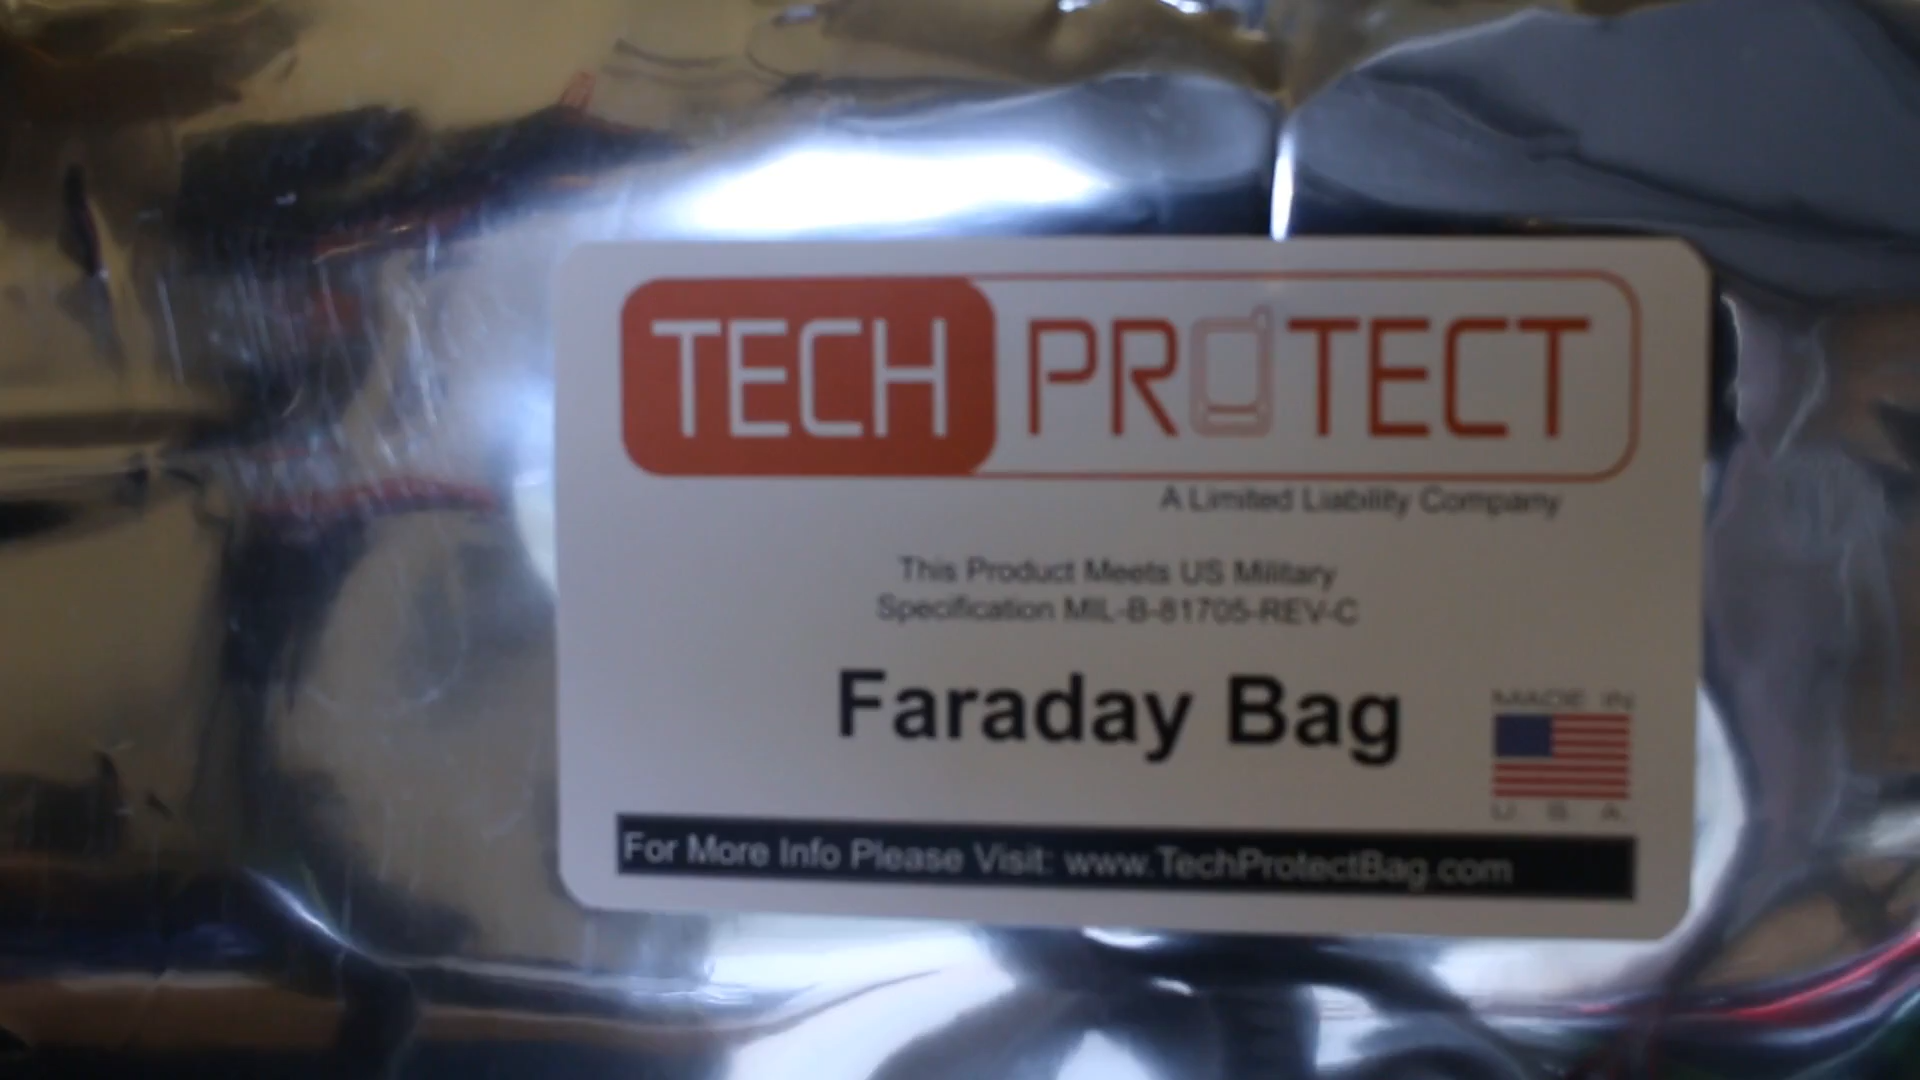 TECH PROTECT
A Limited Liability Company
This Product Meets US Military
Specification MIL-B-81705-REV-C
Faraday Bag
MADE IN
U. S. A.
For More Info Please Visit: www.TechProtectBag.com